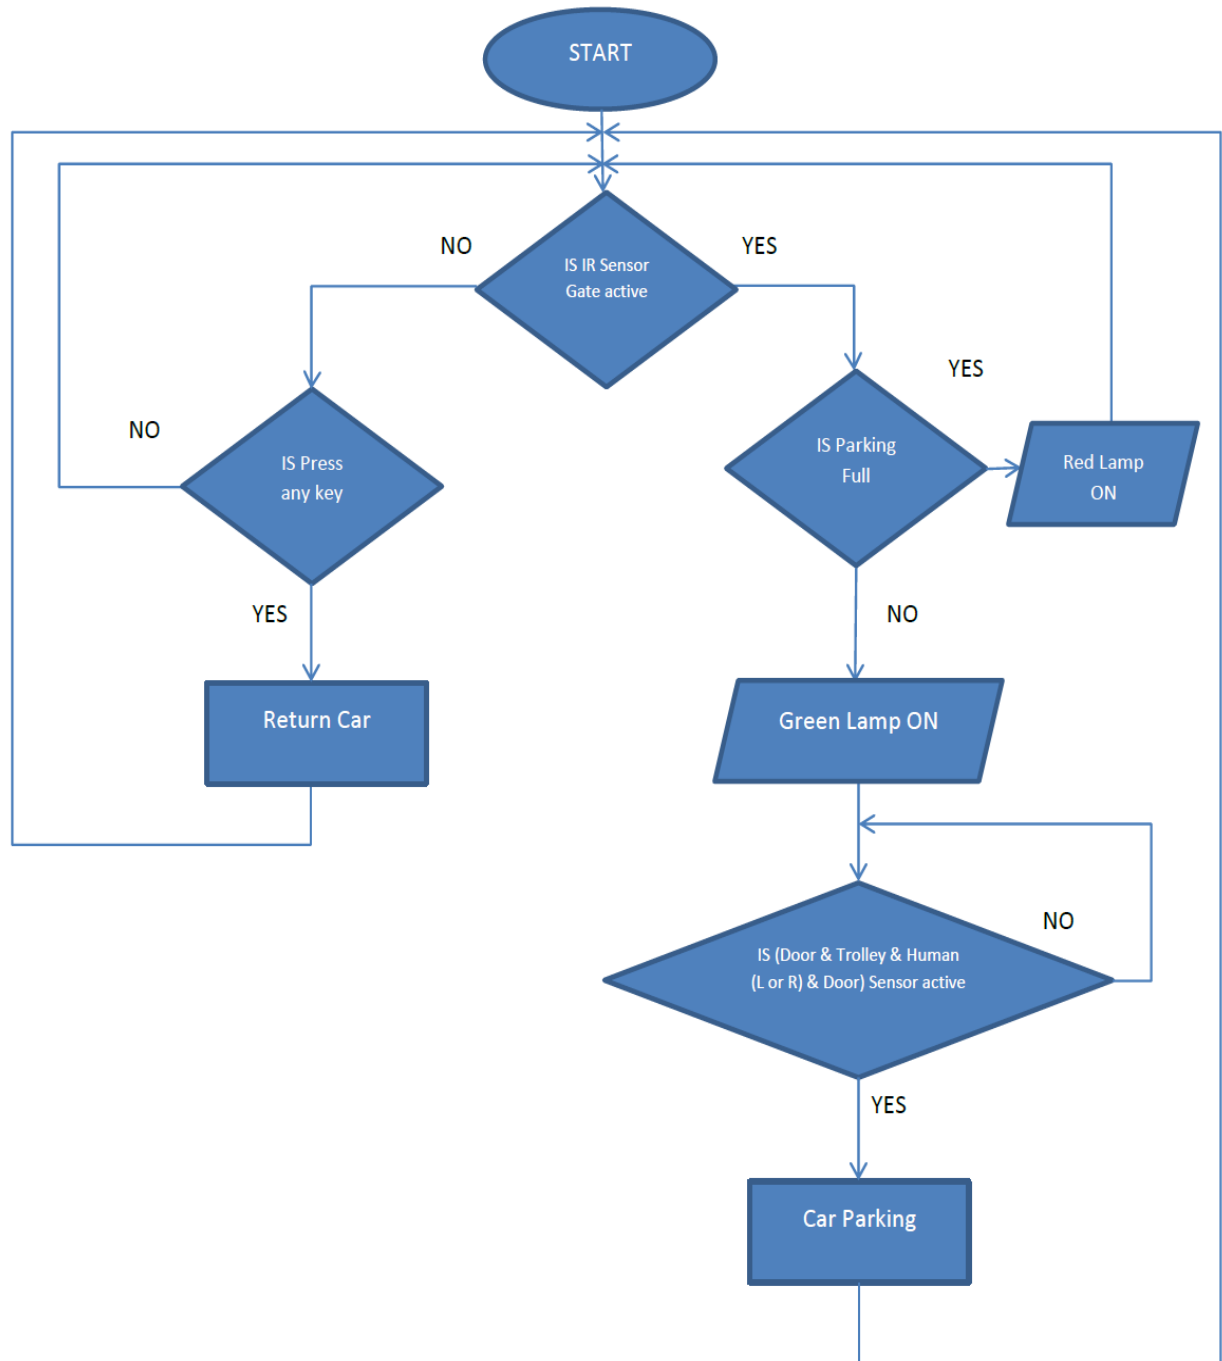 START
NO
YES
IS IR Sensor
Gate active
YES
NO
IS Press
any key
IS Parking
Full
Red Lamp
ON
YES
NO
Return Car
Green Lamp ON
NO
IS (Door & Trolley & Human
(L or R) & Door) Sensor active
YES
Car Parking